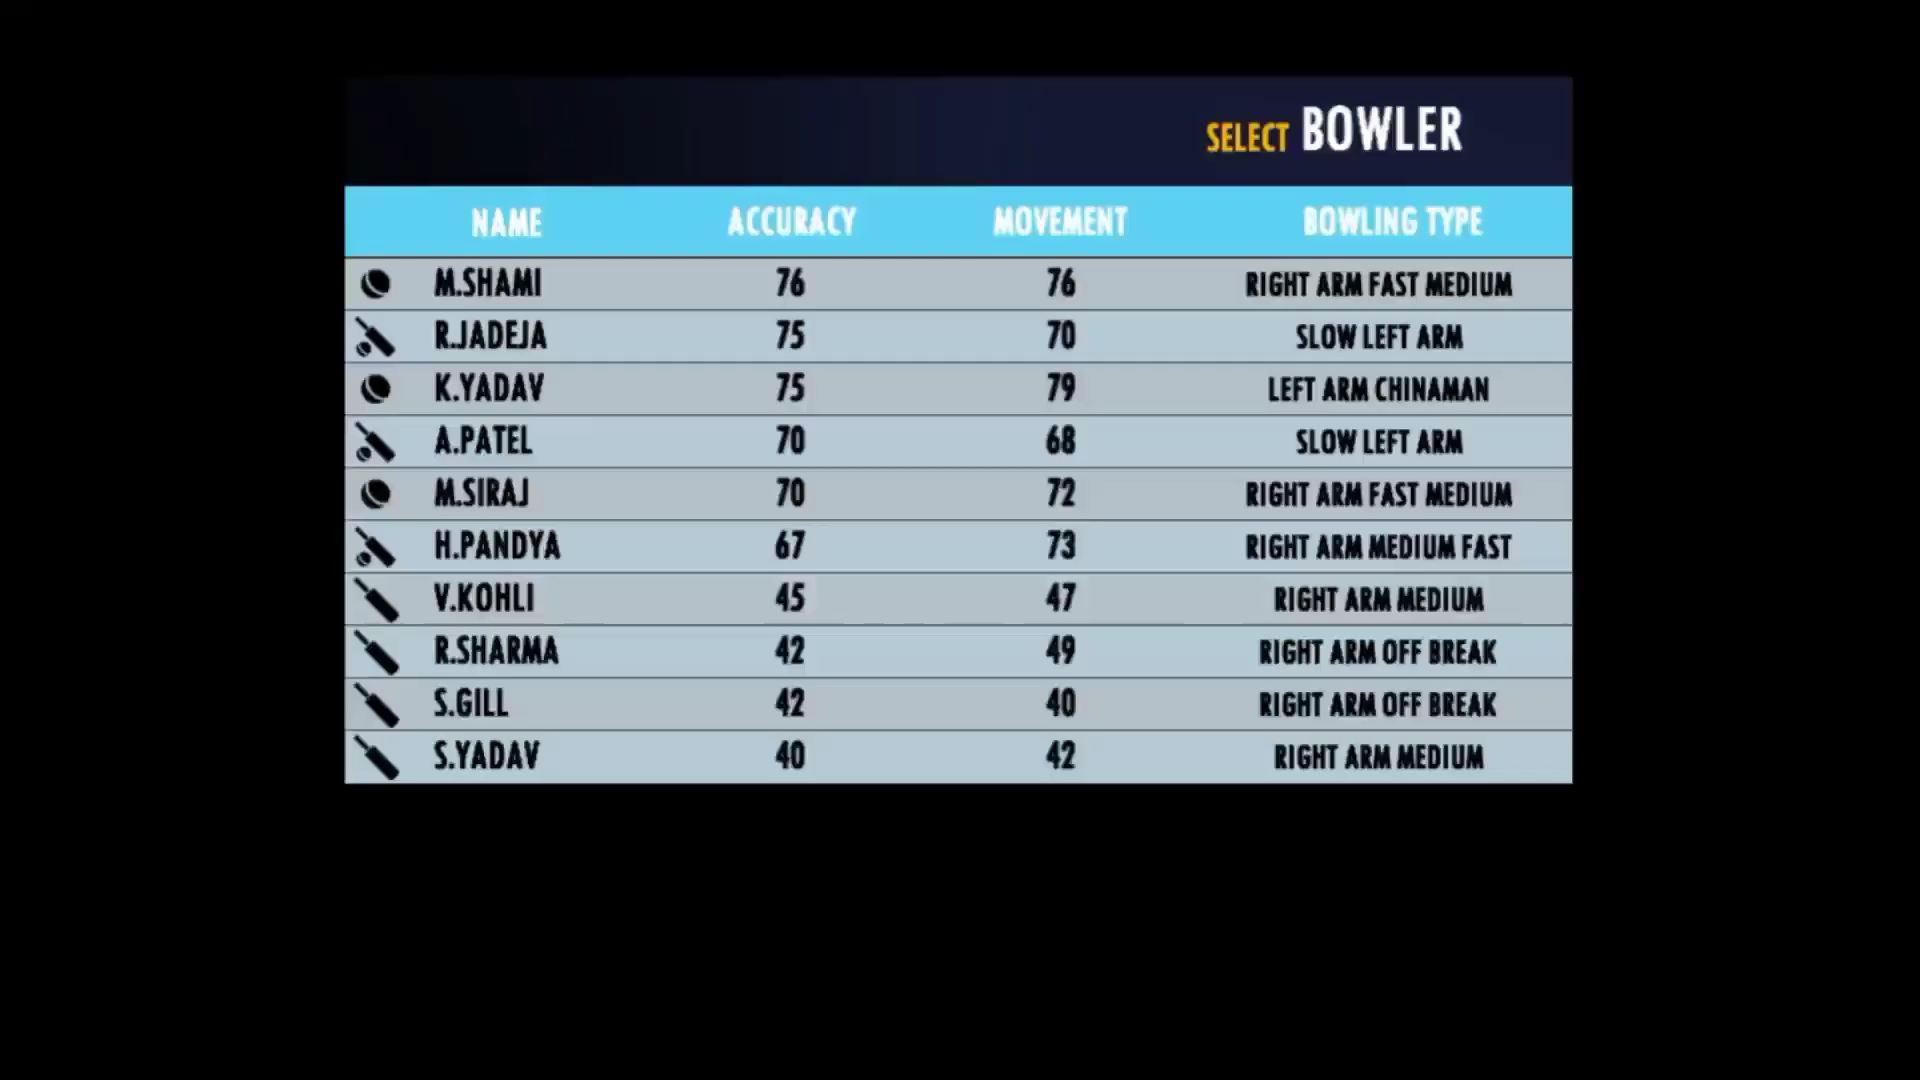 SELECT BOWLER
NAME ACCURACY MOVEMENT BOWLING TYPE
M.SHAMI 76 76 RIGHT ARM FAST MEDIUM
R.JADEJA 75 70 SLOW LEFT ARM
K.YADAV 75 79 LEFT ARM CHINAMAN
A.PATEL 70 68 SLOW LEFT ARM
M.SIRAJ 70 72 RIGHT ARM FAST MEDIUM
H.PANDYA 67 73 RIGHT ARM MEDIUM FAST
V.KOHLI 45 47 RIGHT ARM MEDIUM
R.SHARMA 42 49 RIGHT ARM OFF BREAK
S.GILL 42 40 RIGHT ARM OFF BREAK
S.YADAV 40 42 RIGHT ARM MEDIUM